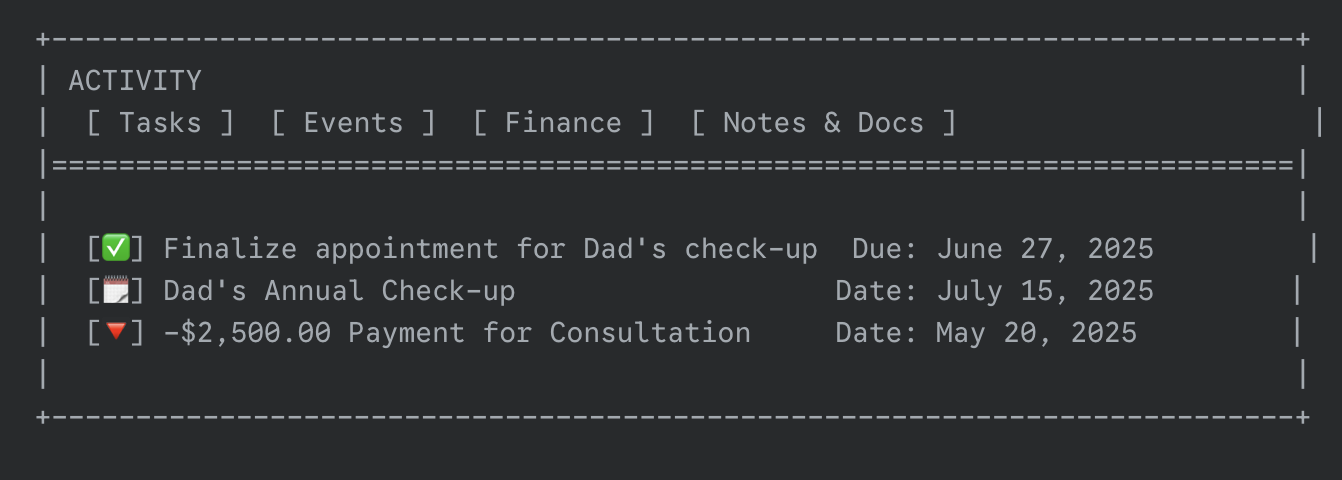 +--------------------------------------------------------------------------+
| ACTIVITY                                                                 |
|  [ Tasks ]  [ Events ]  [ Finance ]  [ Notes & Docs ]                     |
|==========================================================================|
|                                                                          |
|  [✅] Finalize appointment for Dad's check-up  Due: June 27, 2025         |
|  [🗓️] Dad's Annual Check-up                   Date: July 15, 2025        |
|  [🔻] -$2,500.00 Payment for Consultation     Date: May 20, 2025         |
|                                                                          |
+--------------------------------------------------------------------------+